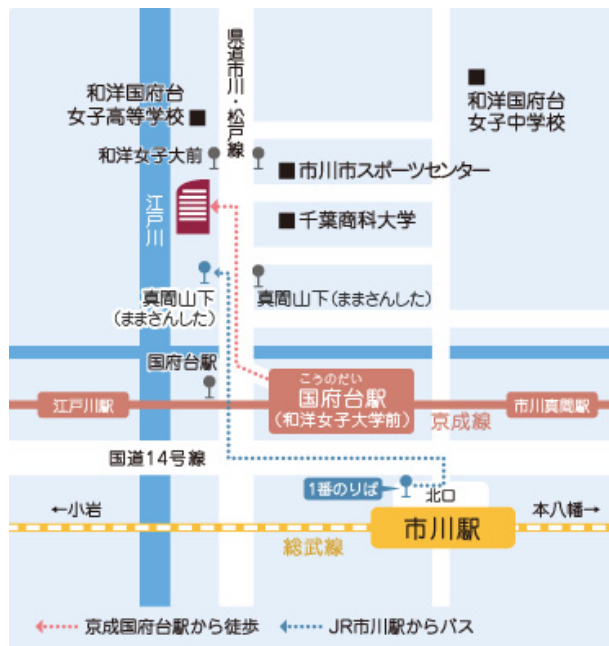 県道市川・松戸線
和洋国府台
女子高等学校
和洋国府台
女子中学校
和洋女子大前
市川市スポーツセンター
江戸川
千葉商科大学
真間山下
(ままさんした)
真間山下(ままさんした)
国府台駅
江戸川駅
こうのだい
国府台駅
(和洋女子大学前)
市川真間駅
京成線
国道14号線
1番のりば
北口
←小岩
市川駅
本八幡→
総武線
京成国府台駅から徒歩
JR市川駅からバス